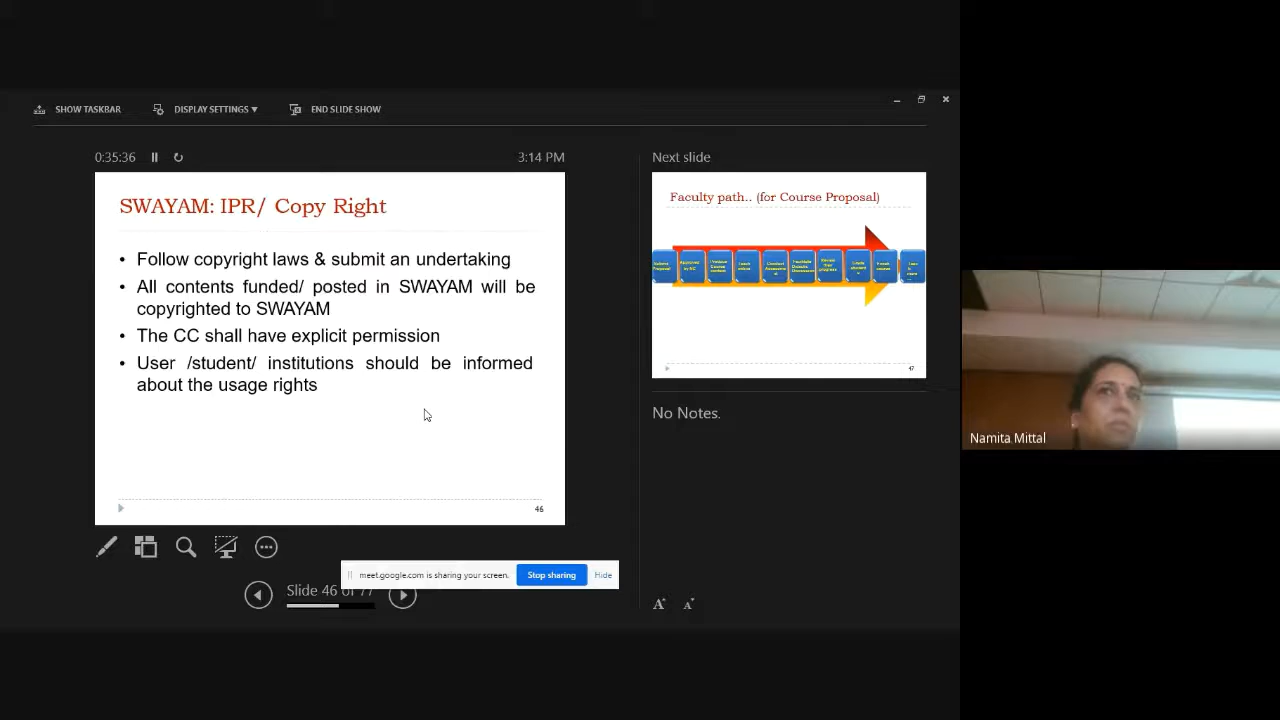 SHOW TASKBAR
DISPLAY SETTINGS
END SLIDE SHOW
0:35:36
3:14 PM
SWAYAM: IPR/ Copy Right
• Follow copyright laws & submit an undertaking
• All contents funded/ posted in SWAYAM will be
copyrighted to SWAYAM
• The CC shall have explicit permission
• User /student/ institutions should be informed
about the usage rights
46
Next slide
Faculty path.. (for Course Proposal)
47
No Notes.
meet.google.com is sharing your screen.
Stop sharing
Hide
Slide 46 of 77
A
A
Namita Mittal